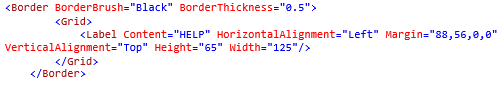 <Border BorderBrush="Black" BorderThickness="0.5">
<Grid>
<Label Content="HELP" HorizontalAlignment="Left" Margin="88,56,0,0"
VerticalAlignment="Top" Height="65" Width="125"/>
</Grid>
</Border>